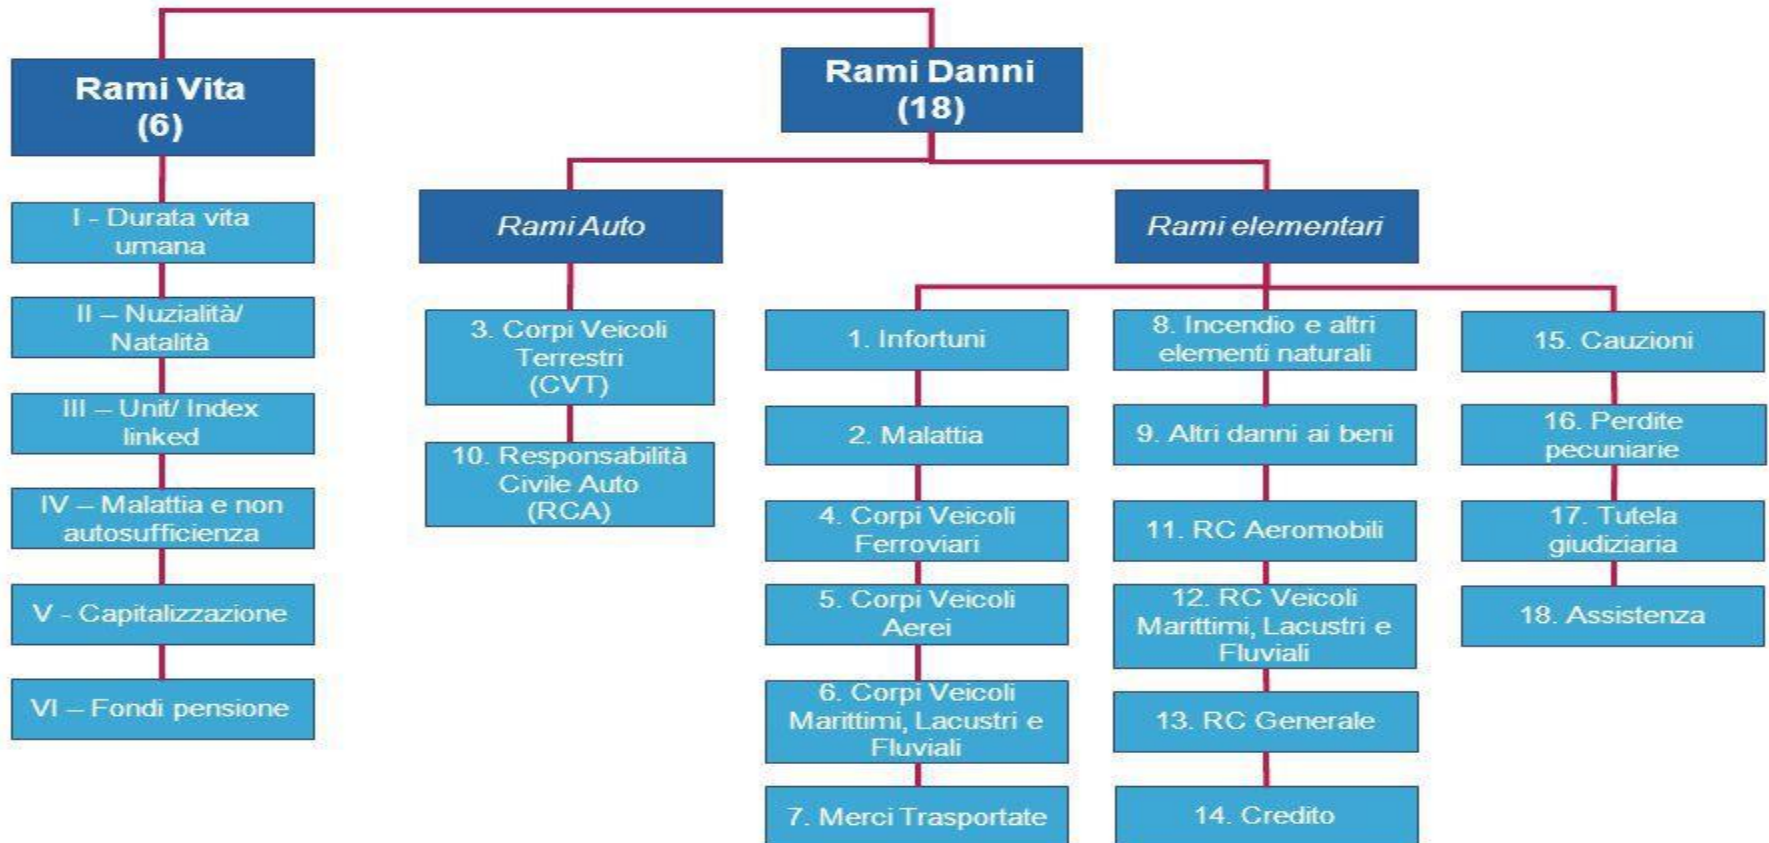 Rami Vita
(6)
I - Durata vita
umana
II – Nuzialità/
Natalità
III – Unit/ Index
linked
IV – Malattia e non
autosufficienza
V - Capitalizzazione
VI – Fondi pensione
Rami Danni
(18)
Rami Auto
3. Corpi Veicoli
Terrestri
(CVT)
10. Responsabilità
Civile Auto
(RCA)
Rami elementari
1. Infortuni
2. Malattia
4. Corpi Veicoli
Ferroviari
5. Corpi Veicoli
Aerei
6. Corpi Veicoli
Marittimi, Lacustri e
Fluviali
7. Merci Trasportate
8. Incendio e altri
elementi naturali
9. Altri danni ai beni
11. RC Aeromobili
12. RC Veicoli
Marittimi, Lacustri e
Fluviali
13. RC Generale
14. Credito
15. Cauzioni
16. Perdite
pecuniarie
17. Tutela
giudiziaria
18. Assistenza